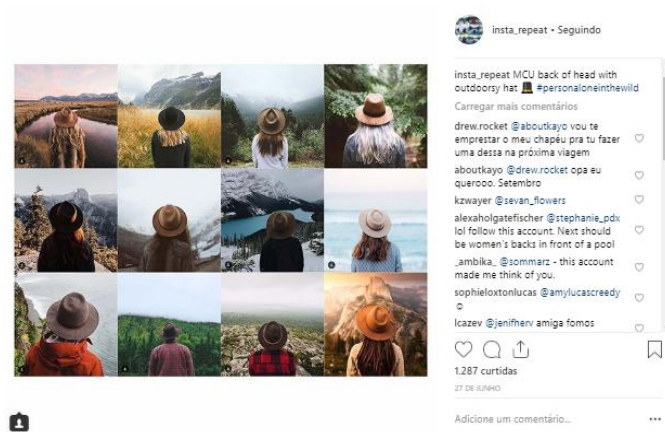 insta_repeat • Seguindo
insta_repeat MCU back of head with
outdoorsy hat 🎩 #personaloneinthewild
Carregar mais comentários
drew.rocket @aboutkayo vou te
emprestar o meu chapéu pra tu fazer
uma dessa na próxima viagem
aboutkayo @drew.rocket opa eu
querooo. Setembro
kzwayer @sevan_flowers
alexaholgatefischer @stephanie_pdx
lol follow this account. Next should
be women's backs in front of a pool
_ambika_ @sommarz - this account
made me think of you.
sophieloxtonlucas @amylucascreedy
☺
lcazev @jenifherv amiga fomos
1.287 curtidas
27 DE JUNHO
Adicione um comentário...